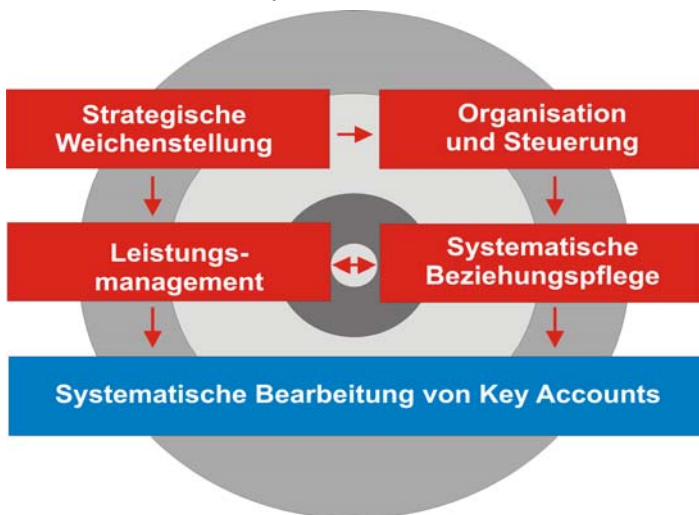 Strategische
Weichenstellung
Organisation
und Steuerung
Leistungs-
management
Systematische
Beziehungspflege
Systematische Bearbeitung von Key Accounts